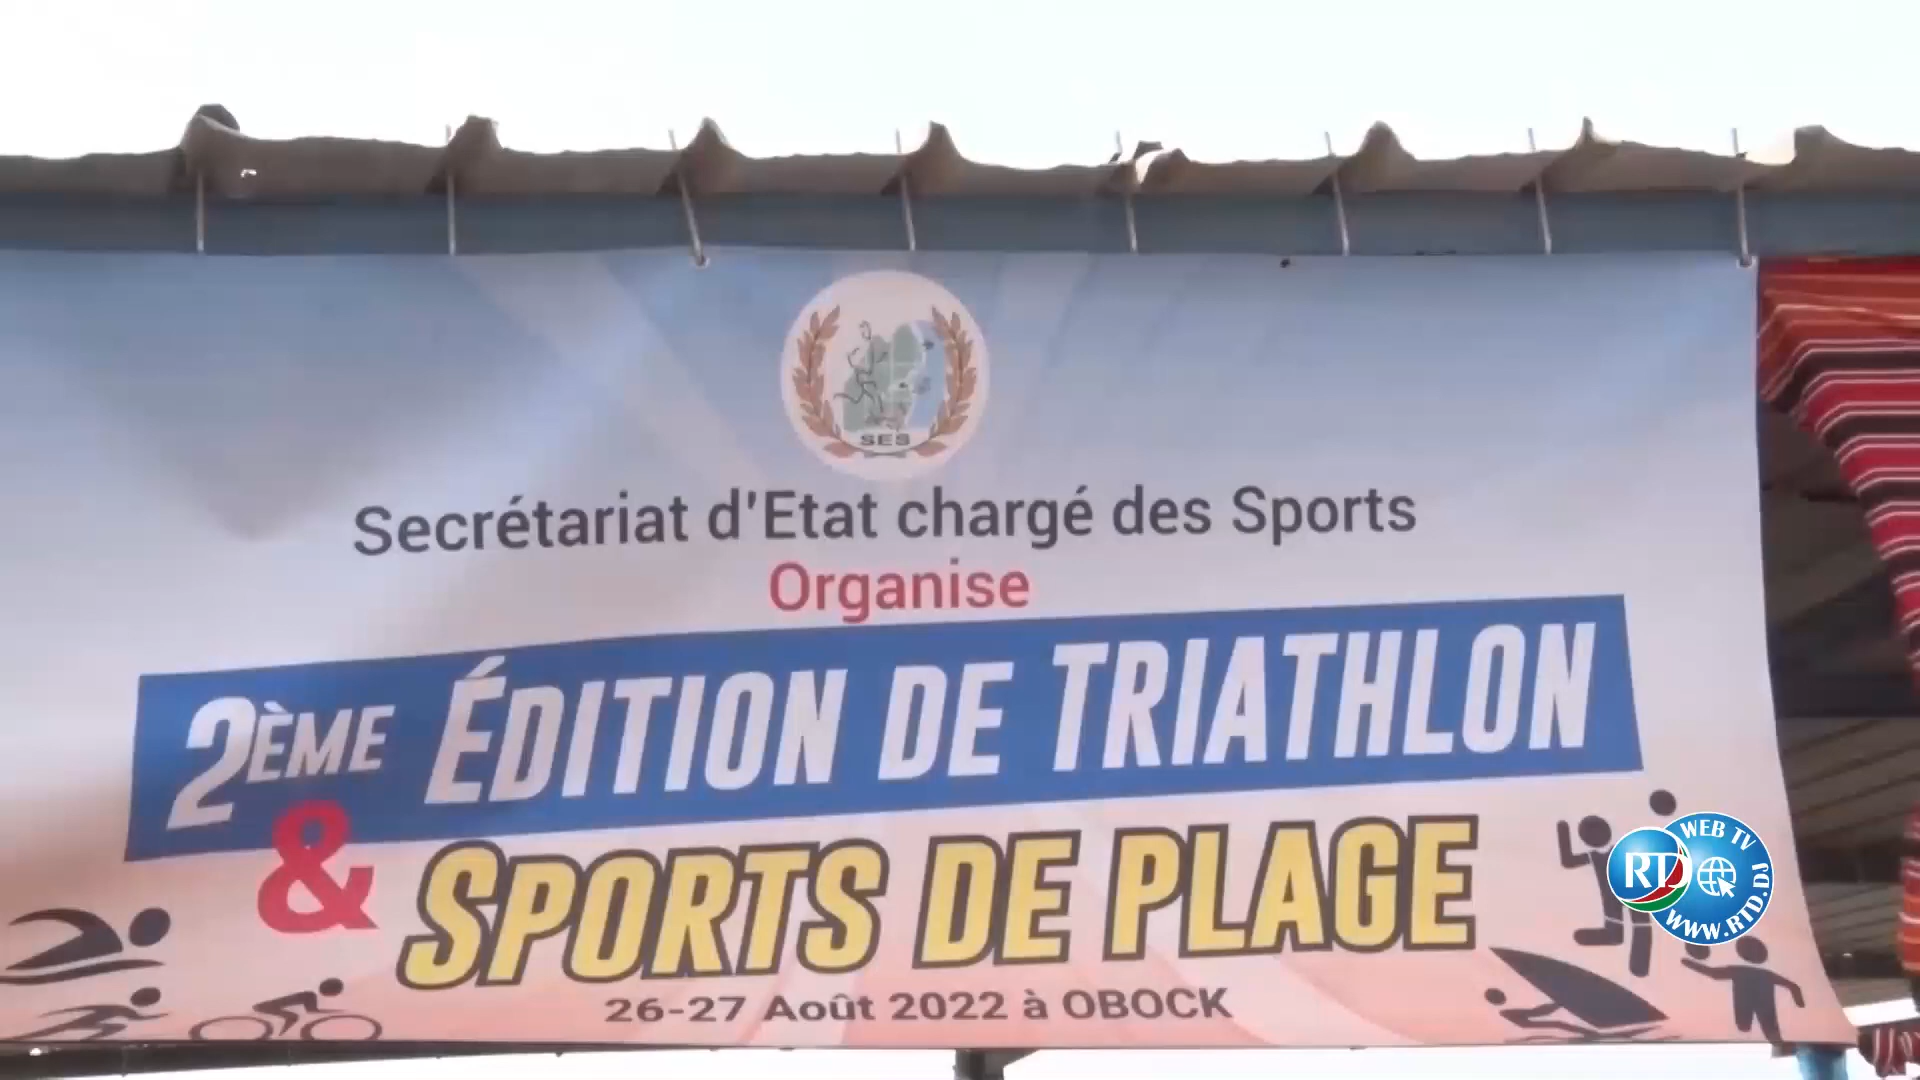 SES
Secrétariat d'Etat chargé des Sports
Organise
2ÈME ÉDITION DE TRIATHLON
& SPORTS DE PLAGE
26-27 Août 2022 à OBOCK
RTD WEB TV
WWW.RTD.DJ